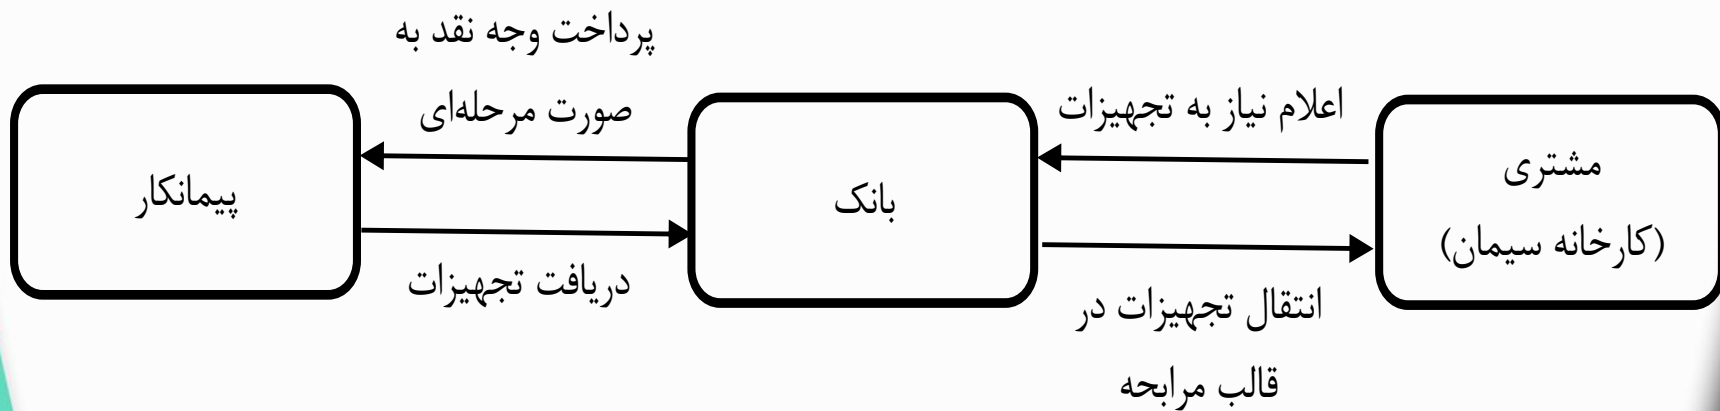 پرداخت وجه نقد به
صورت مرحله‌ای
اعلام نیاز به تجهیزات
مشتری
(کارخانه سیمان)
بانک
پیمانکار
دریافت تجهیزات
انتقال تجهیزات در
قالب مرابحه